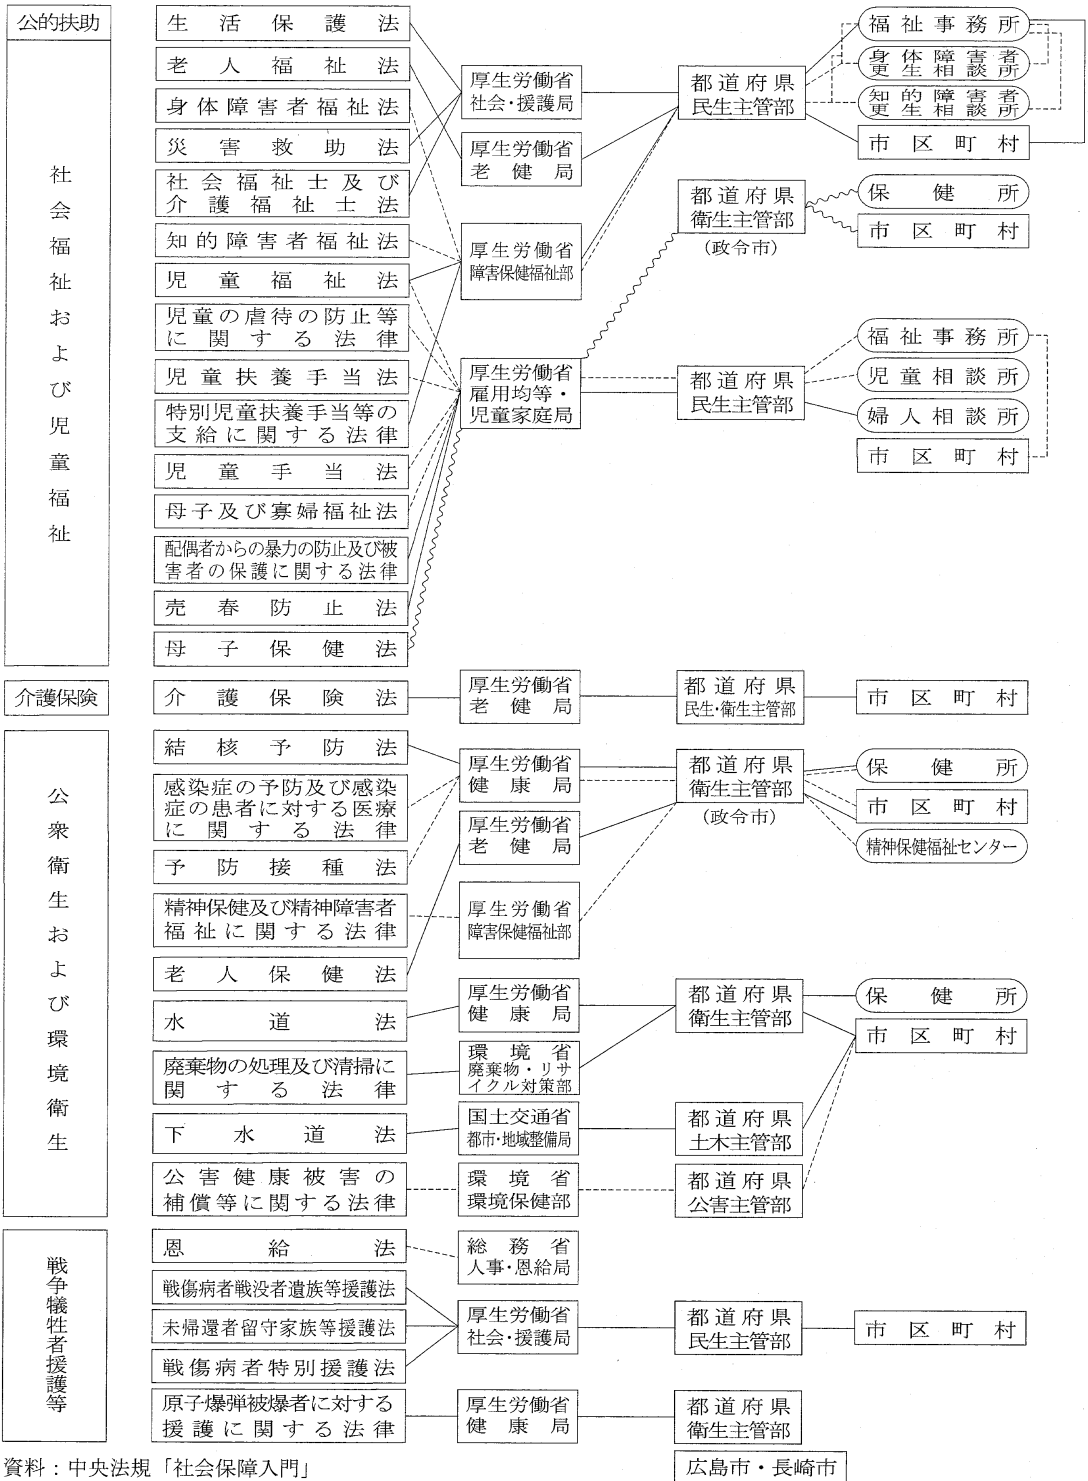 公的扶助
社会福祉および児童福祉
生活保護法
老人福祉法
身体障害者福祉法
災害救助法
社会福祉士及び
介護福祉士法
知的障害者福祉法
児童福祉法
児童の虐待の防止等
に関する法律
児童扶養手当法
特別児童扶養手当等の
支給に関する法律
児童手当法
母子及び寡婦福祉法
配偶者からの暴力の防止及び被
害者の保護に関する法律
売春防止法
母子保健法
厚生労働省
社会・援護局
厚生労働省
老健局
厚生労働省
障害保健福祉部
厚生労働省
雇用均等・
児童家庭局
都道府県
民生主管部
都道府県
衛生主管部
(政令市)
都道府県
民生主管部
福祉事務所
身体障害者
更生相談所
知的障害者
更生相談所
市区町村
保健所
市区町村
福祉事務所
児童相談所
婦人相談所
市区町村
介護保険
介護保険法
厚生労働省
老健局
都道府県
民生・衛生主管部
市区町村
公衆衛生および環境衛生
結核予防法
感染症の予防及び感染
症の患者に対する医療
に関する法律
予防接種法
精神保健及び精神障害者
福祉に関する法律
老人保健法
水道法
廃棄物の処理及び清掃に
関する法律
下水道法
公害健康被害の
補償等に関する法律
厚生労働省
健康局
厚生労働省
老健局
厚生労働省
障害保健福祉部
厚生労働省
健康局
環境省
廃棄物・リサ
イクル対策部
国土交通省
都市・地域整備局
環境省
環境保健部
都道府県
衛生主管部
(政令市)
都道府県
衛生主管部
都道府県
土木主管部
都道府県
公害主管部
保健所
市区町村
精神保健福祉センター
保健所
市区町村
戦争犠牲者援護等
恩給法
戦傷病者戦没者遺族等援護法
未帰還者留守家族等援護法
戦傷病者特別援護法
原子爆弾被爆者に対する
援護に関する法律
総務省
人事・恩給局
厚生労働省
社会・援護局
厚生労働省
健康局
都道府県
民生主管部
都道府県
衛生主管部
広島市・長崎市
市区町村
資料：中央法規「社会保障入門」